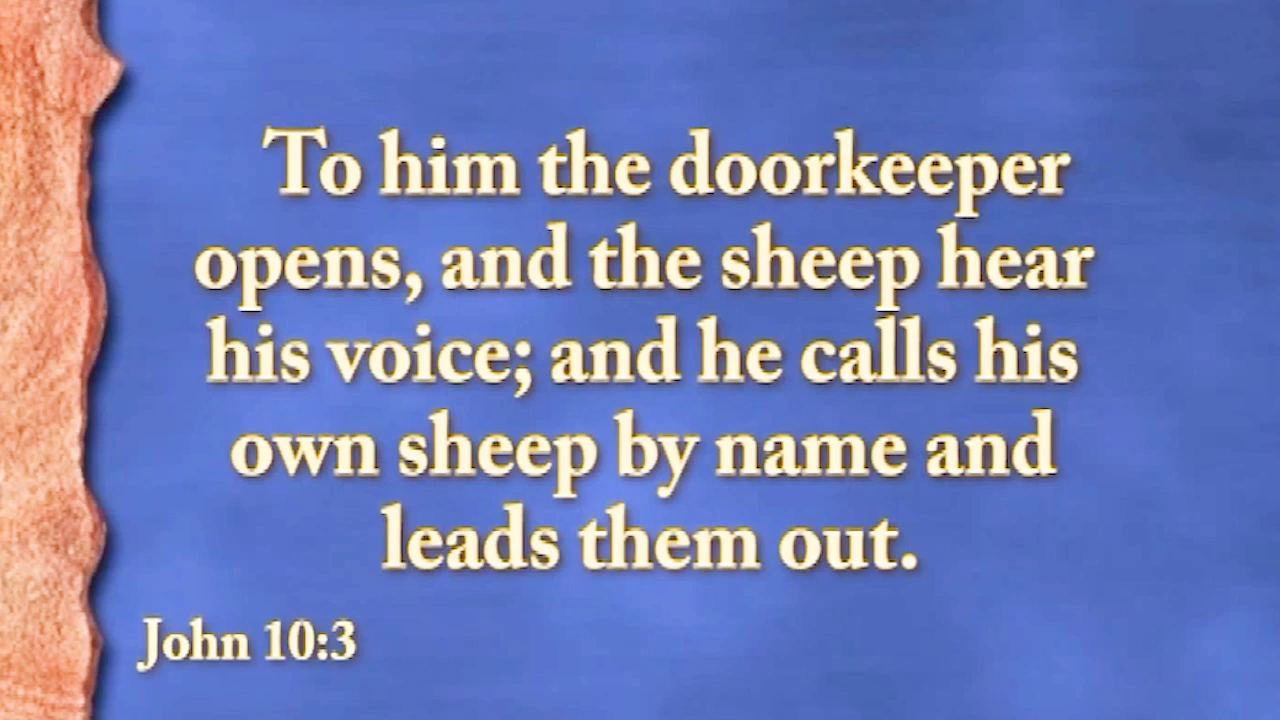 To him the doorkeeper
opens, and the sheep hear
his voice; and he calls his
own sheep by name and
leads them out.
John 10:3